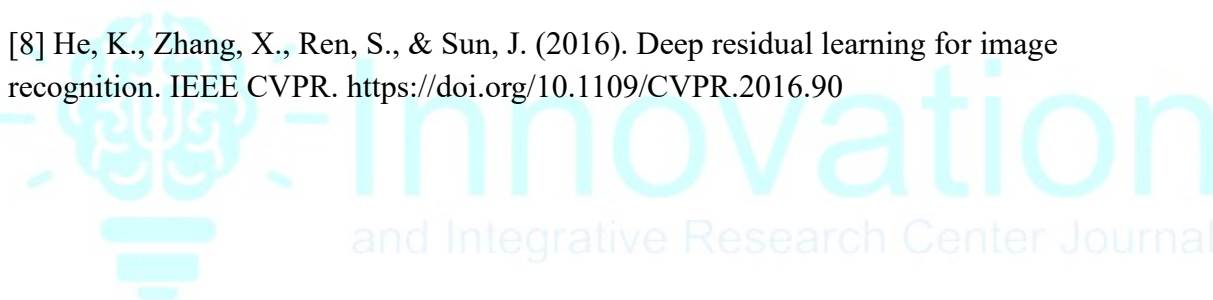 [8] He, K., Zhang, X., Ren, S., & Sun, J. (2016). Deep residual learning for image
recognition. IEEE CVPR. https://doi.org/10.1109/CVPR.2016.90
Innovation
and Integrative Research Center Journal